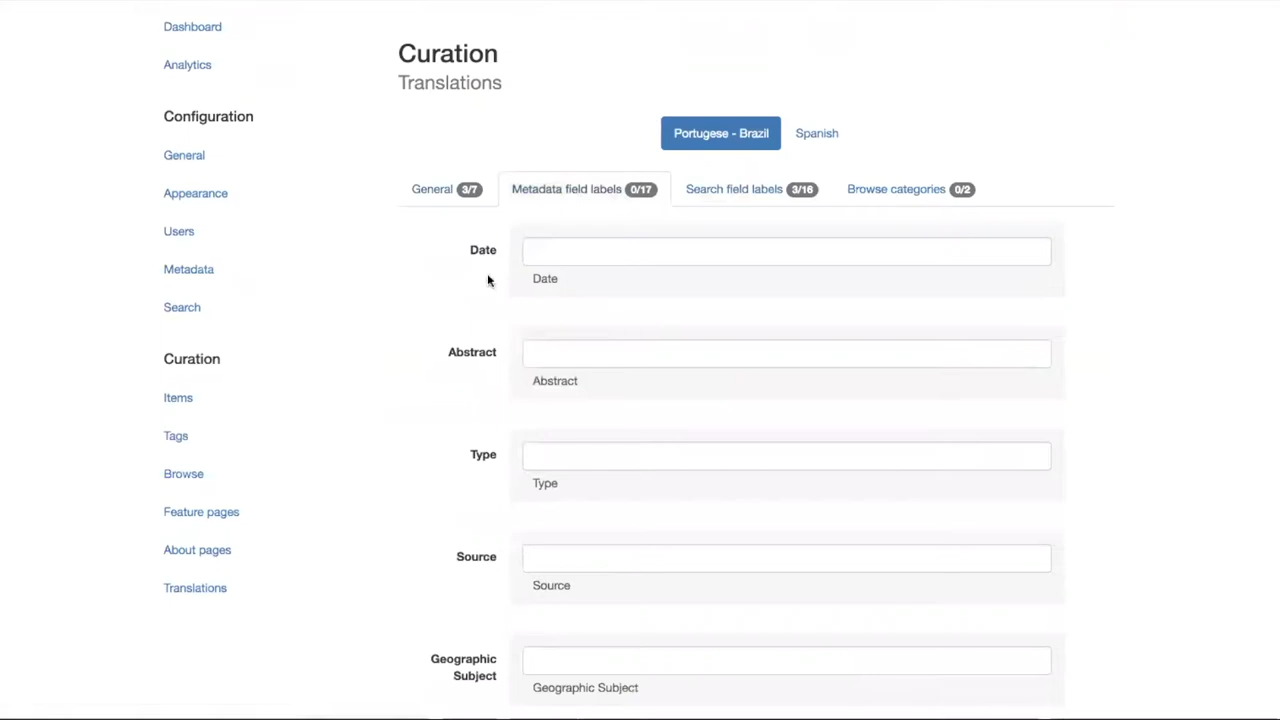 Dashboard
Analytics
Configuration
General
Appearance
Users
Metadata
Search
Curation
Items
Tags
Browse
Feature pages
About pages
Translations
Curation
Translations
Portugese - Brazil Spanish
General 3/7 Metadata field labels 0/17 Search field labels 3/16 Browse categories 0/2
Date
Date
Abstract
Abstract
Type
Type
Source
Source
Geographic
Subject
Geographic Subject